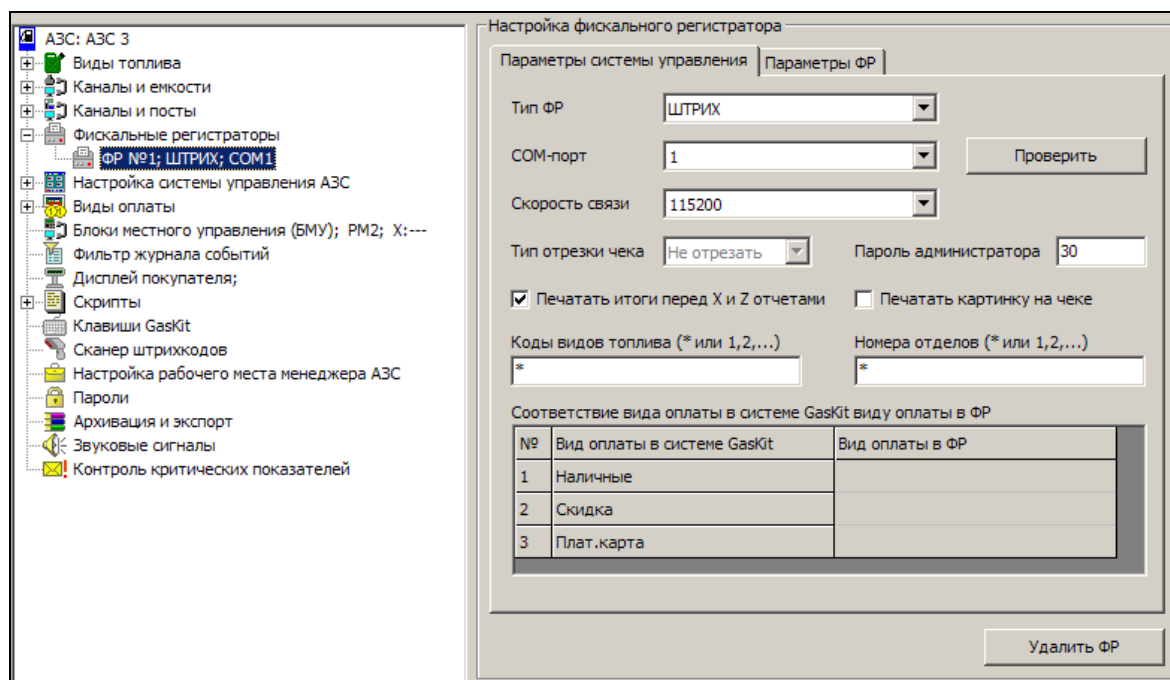 АЗС: АЗС 3
Виды топлива
Каналы и емкости
Каналы и посты
Фискальные регистраторы
ФР №1; ШТРИХ; COM1
Настройка системы управления АЗС
Виды оплаты
Блоки местного управления (БМУ); РМ2; X:---
Фильтр журнала событий
Дисплей покупателя;
Скрипты
Клавиши GasKit
Сканер штрихкодов
Настройка рабочего места менеджера АЗС
Пароли
Архивация и экспорт
Звуковые сигналы
Контроль критических показателей
Настройка фискального регистратора
Параметры системы управления Параметры ФР
Тип ФР ШТРИХ
COM-порт 1 Проверить
Скорость связи 115200
Тип отрезки чека Не отрезать Пароль администратора 30
Печатать итоги перед X и Z отчетами Печатать картинку на чеке
Коды видов топлива (* или 1,2,...) Номера отделов (* или 1,2,...)
* *
Соответствие вида оплаты в системе GasKit виду оплаты в ФР
№ Вид оплаты в системе GasKit Вид оплаты в ФР
1 Наличные
2 Скидка
3 Плат.карта
Удалить ФР